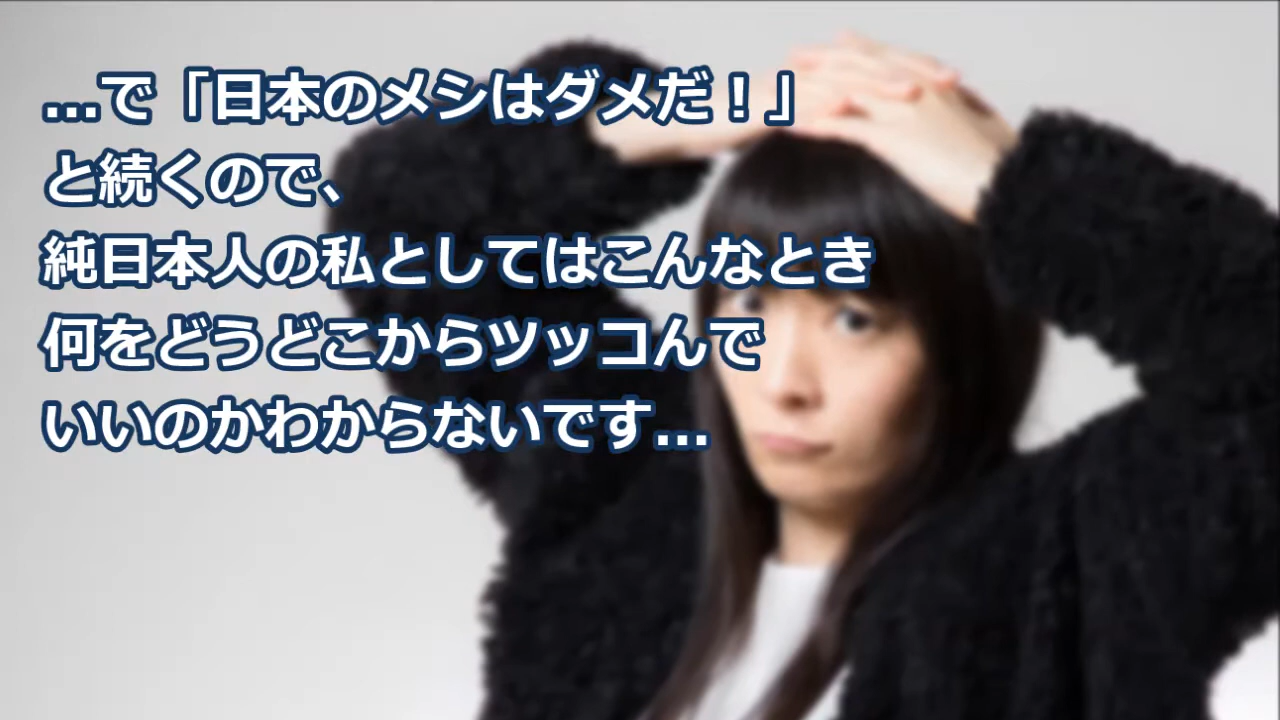 …で「日本のメシはダメだ！」
と続くので、
純日本人の私としてはこんなとき
何をどうどこからツッコんで
いいのかわからないです…